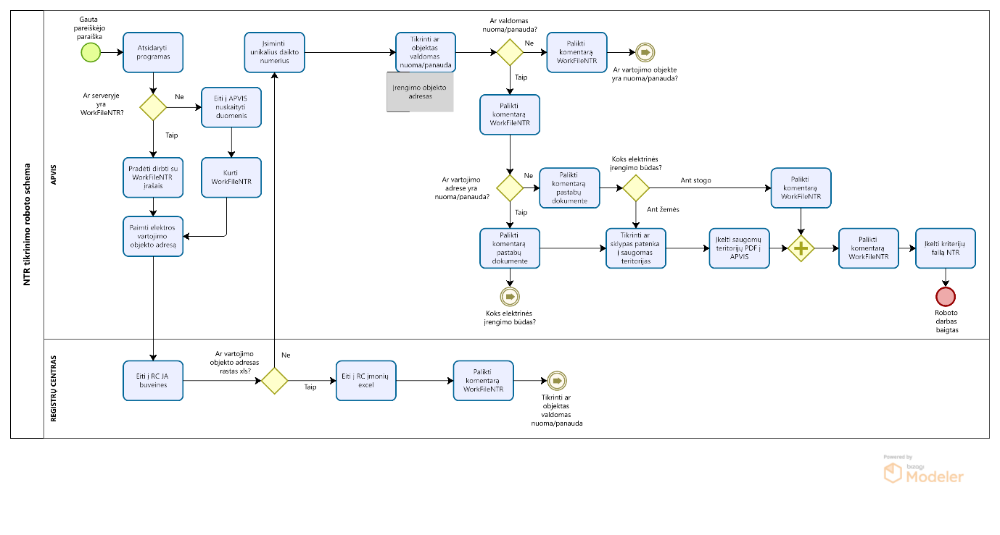 NTR tikrinimo roboto schema
APVIS
Gauta
pareiškėjo
paraiška
Atsidaryti
programas
Ar serveryje
yra
WorkFileNTR?
Ne
Taip
Eiti į APVIS
nuskaityti
duomenis
Pradėti dirbti su
WorkFileNTR
įrašais
Kurti
WorkFileNTR
Paimti elektros
vartojimo
objekto adresą
Įsiminti
unikalius daikto
numerius
Tikrinti ar
objektas
valdomas
nuoma/panauda
Įrengimo objekto
adresas
Ar valdomas
nuoma/panauda?
Ne
Taip
Palikti
komentarą
WorkFileNTR
Ar vartojimo objekte
yra nuoma/panauda?
Palikti
komentarą
WorkFileNTR
Ar vartojimo
adrese yra
nuoma/panauda?
Ne
Taip
Palikti
komentarą
pastabų
dokumente
Koks elektrinės
įrengimo būdas?
Ant stogo
Ant žemės
Palikti
komentarą
WorkFileNTR
Palikti
komentarą
pastabų
dokumente
Koks elektrinės
įrengimo būdas?
Tikrinti ar
sklypas patenka
į saugomas
teritorijas
Įkelti saugomų
teritorijų PDF į
APVIS
Palikti
komentarą
WorkFileNTR
Įkelti kriterijų
failą NTR
Roboto
darbas
baigtas
REGISTRŲ CENTRAS
Eiti į RC JA
buveines
Ar vartojimo
objekto adresas
rastas xls?
Ne
Taip
Eiti į RC įmonių
excel
Palikti
komentarą
WorkFileNTR
Tikrinti ar
objektas
valdomas
nuoma/panauda
Powered by
bizagi
Modeler